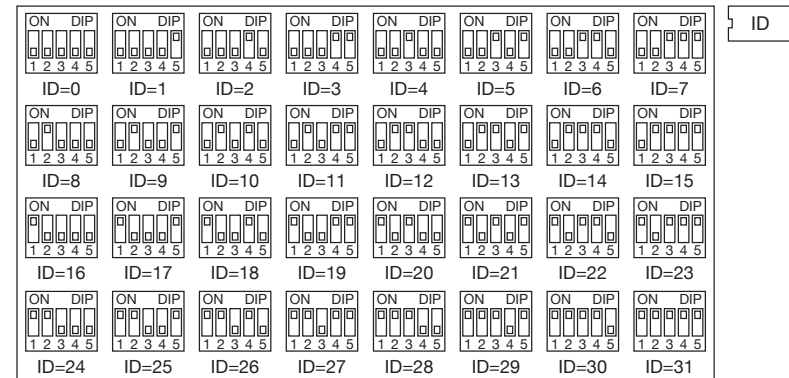 ON DIP ON DIP ON DIP ON DIP ON DIP ON DIP ON DIP ON DIP ID
1 2 3 4 5 1 2 3 4 5 1 2 3 4 5 1 2 3 4 5 1 2 3 4 5 1 2 3 4 5 1 2 3 4 5 1 2 3 4 5
ID=0 ID=1 ID=2 ID=3 ID=4 ID=5 ID=6 ID=7
ON DIP ON DIP ON DIP ON DIP ON DIP ON DIP ON DIP ON DIP
1 2 3 4 5 1 2 3 4 5 1 2 3 4 5 1 2 3 4 5 1 2 3 4 5 1 2 3 4 5 1 2 3 4 5 1 2 3 4 5
ID=8 ID=9 ID=10 ID=11 ID=12 ID=13 ID=14 ID=15
ON DIP ON DIP ON DIP ON DIP ON DIP ON DIP ON DIP ON DIP
1 2 3 4 5 1 2 3 4 5 1 2 3 4 5 1 2 3 4 5 1 2 3 4 5 1 2 3 4 5 1 2 3 4 5 1 2 3 4 5
ID=16 ID=17 ID=18 ID=19 ID=20 ID=21 ID=22 ID=23
ON DIP ON DIP ON DIP ON DIP ON DIP ON DIP ON DIP ON DIP
1 2 3 4 5 1 2 3 4 5 1 2 3 4 5 1 2 3 4 5 1 2 3 4 5 1 2 3 4 5 1 2 3 4 5 1 2 3 4 5
ID=24 ID=25 ID=26 ID=27 ID=28 ID=29 ID=30 ID=31